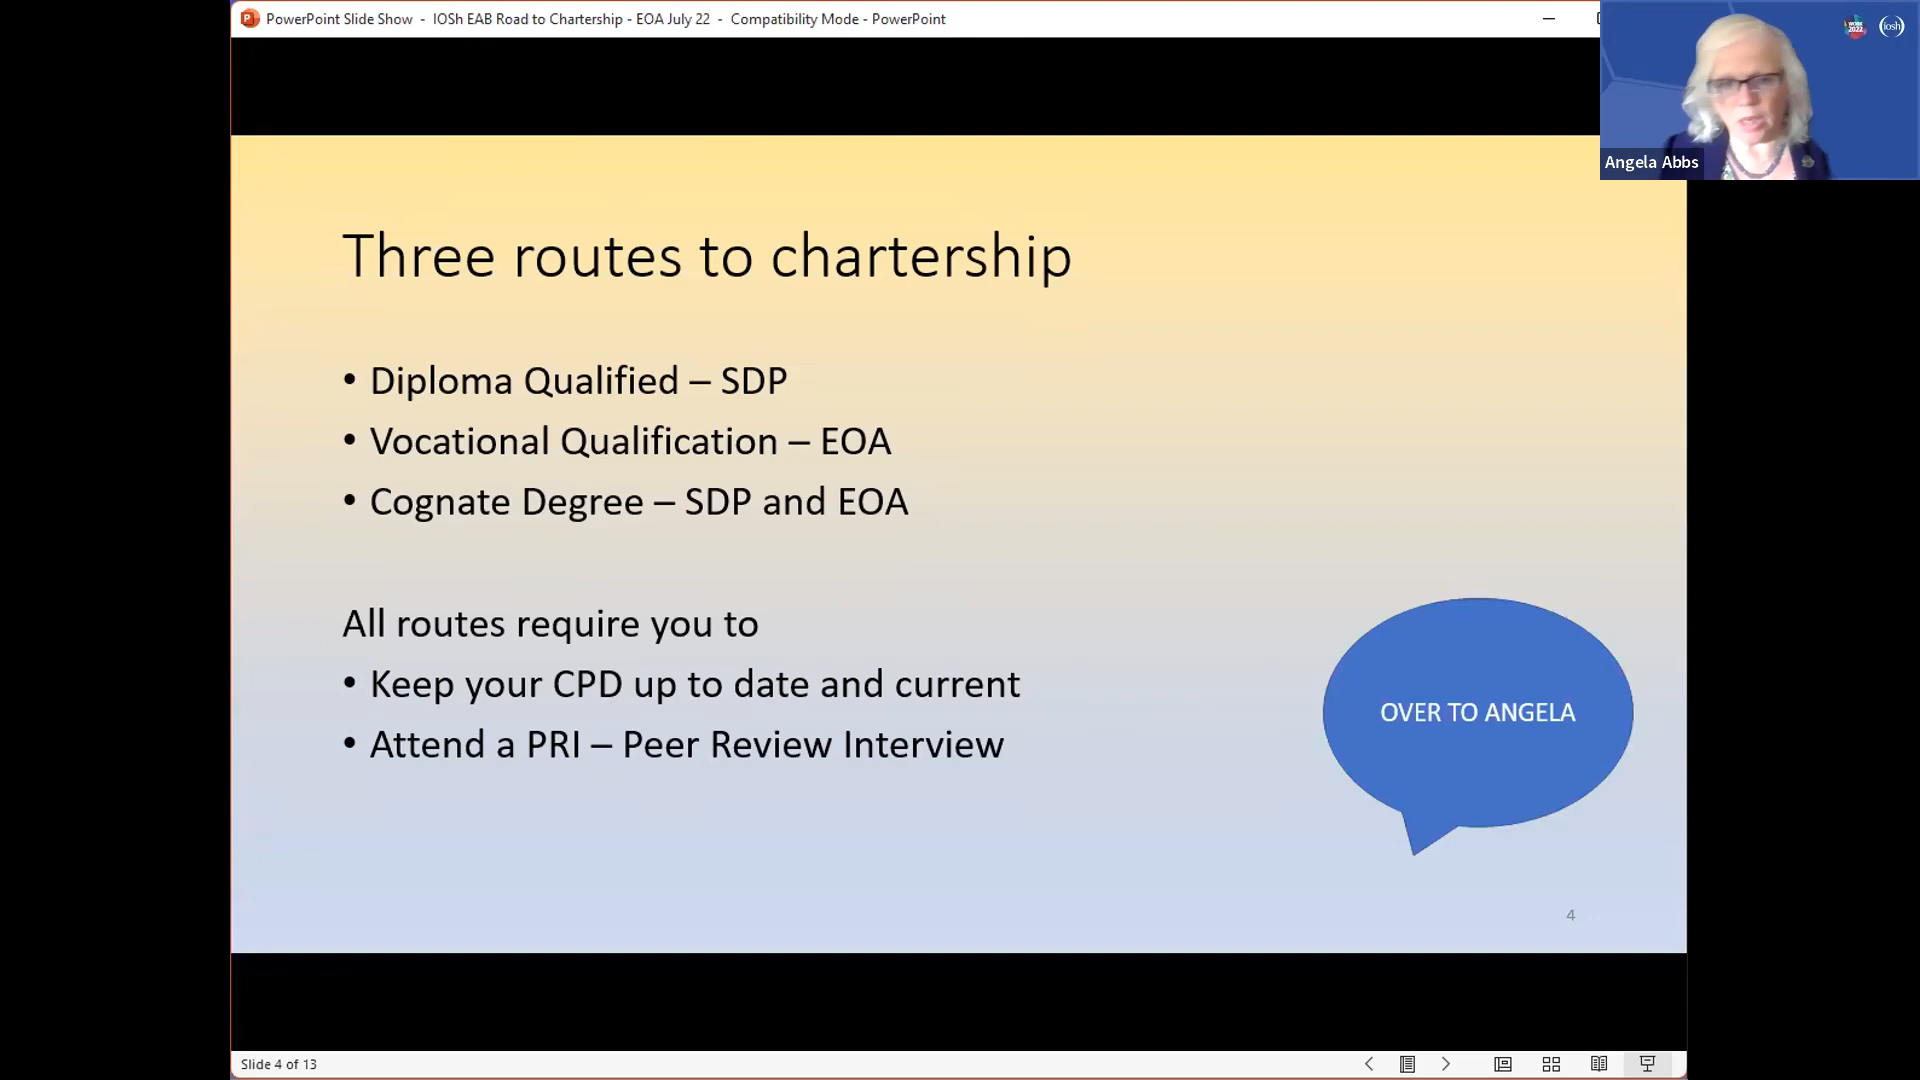 PowerPoint Slide Show - IOSh EAB Road to Chartership - EOA July 22 - Compatibility Mode - PowerPoint
WORK
2022
iosh
Angela Abbs
Three routes to chartership
• Diploma Qualified – SDP
• Vocational Qualification – EOA
• Cognate Degree – SDP and EOA
All routes require you to
• Keep your CPD up to date and current
• Attend a PRI – Peer Review Interview
OVER TO ANGELA
4
Slide 4 of 13